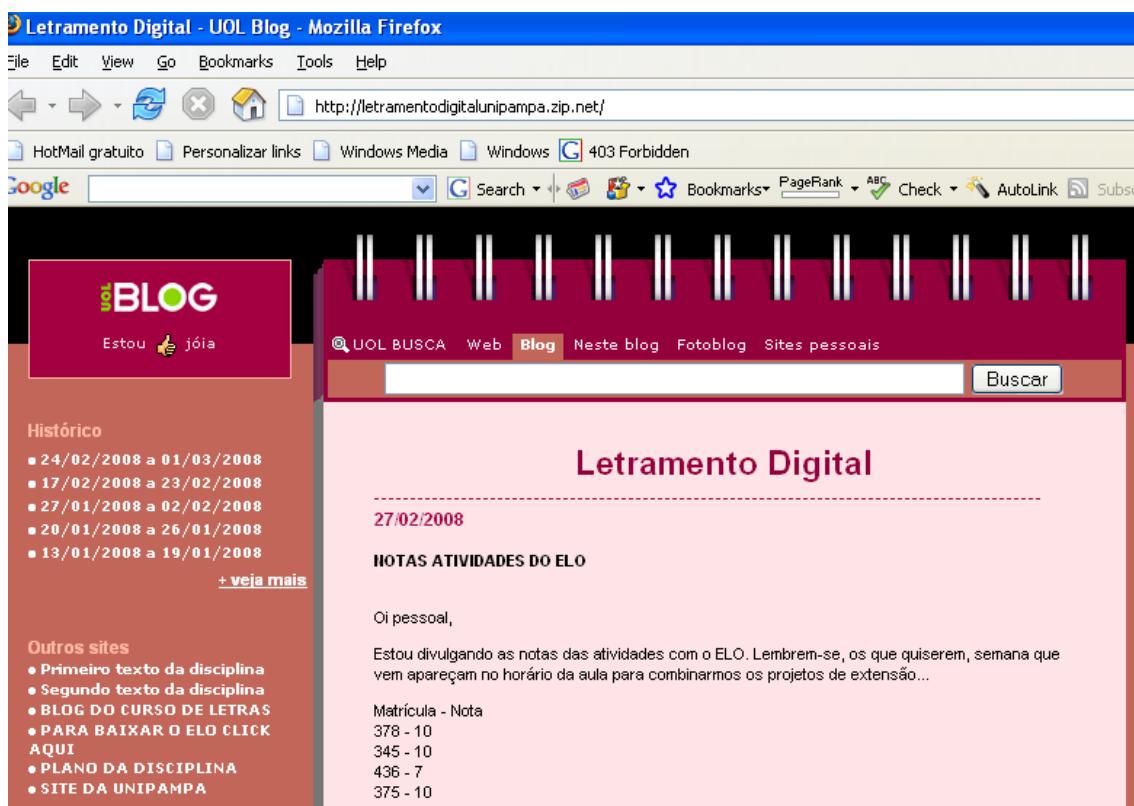 Letramento Digital - UOL Blog - Mozilla Firefox
File Edit View Go Bookmarks Tools Help
http://letramentodigitalunipampa.zip.net/
HotMail gratuito Personalizar links Windows Media Windows G 403 Forbidden
Google G Search Bookmarks PageRank ABC Check AutoLink Subs
UOL BLOG
Estou jóia
UOL BUSCA Web Blog Neste blog Fotoblog Sites pessoais
Buscar
Histórico
24/02/2008 a 01/03/2008
17/02/2008 a 23/02/2008
27/01/2008 a 02/02/2008
20/01/2008 a 26/01/2008
13/01/2008 a 19/01/2008
+ veja mais
Outros sites
Primeiro texto da disciplina
Segundo texto da disciplina
BLOG DO CURSO DE LETRAS
PARA BAIXAR O ELO CLICK
AQUI
PLANO DA DISCIPLINA
SITE DA UNIPAMPA
Letramento Digital
27/02/2008
NOTAS ATIVIDADES DO ELO
Oi pessoal,
Estou divulgando as notas das atividades com o ELO. Lembrem-se, os que quiserem, semana que
vem apareçam no horário da aula para combinarmos os projetos de extensão...
Matrícula - Nota
378 - 10
345 - 10
436 - 7
375 - 10